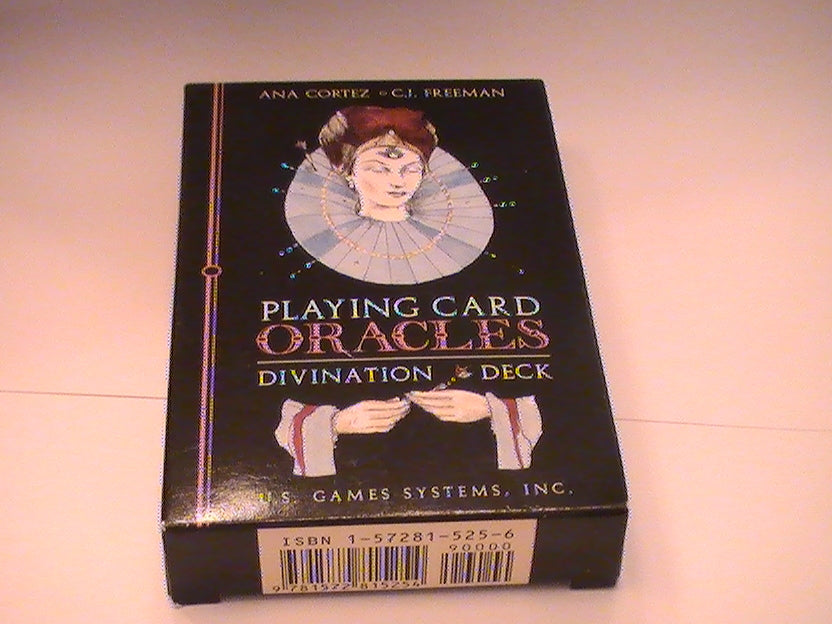 ANA CORTEZ C.J. FREEMAN
PLAYING CARD
ORACLES
DIVINATION DECK
U.S. GAMES SYSTEMS, INC.
ISBN 1-57281-525-6
90000